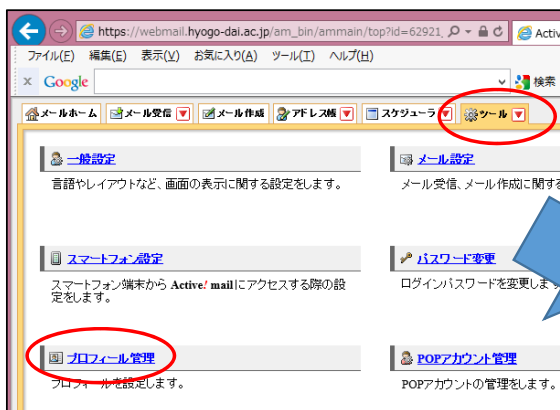 https://webmail.hyogo-dai.ac.jp/am_bin/ammain/top?id=62921
Activ
ファイル(F) 編集(E) 表示(V) お気に入り(A) ツール(T) ヘルプ(H)
x Google 検索
メールホーム メール受信 メール作成 アドレス帳 スケジューラ ツール
一般設定
言語やレイアウトなど、画面の表示に関する設定をします。
メール設定
メール受信、メール作成に関する
スマートフォン設定
スマートフォン端末から Active! mail にアクセスする際の設
定をします。
パスワード変更
ログインパスワードを変更しま
プロフィール管理
プロフィールを設定します。
POPアカウント管理
POPアカウントの管理をします。